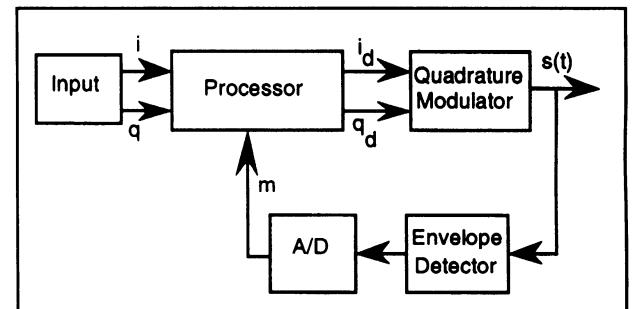 i
i_d
s(t)
Input
Processor
Quadrature
Modulator
q
q_d
m
A/D
Envelope
Detector